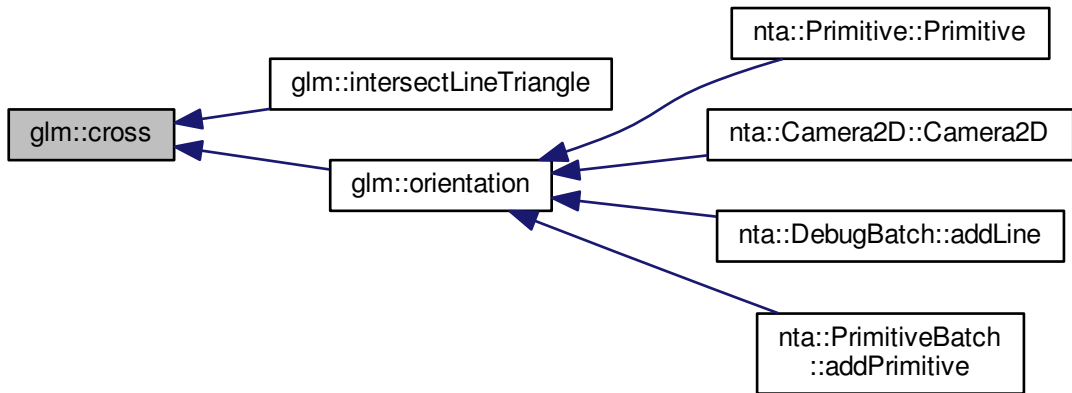 glm::cross
glm::intersectLineTriangle
glm::orientation
nta::Primitive::Primitive
nta::Camera2D::Camera2D
nta::DebugBatch::addLine
nta::PrimitiveBatch
::addPrimitive